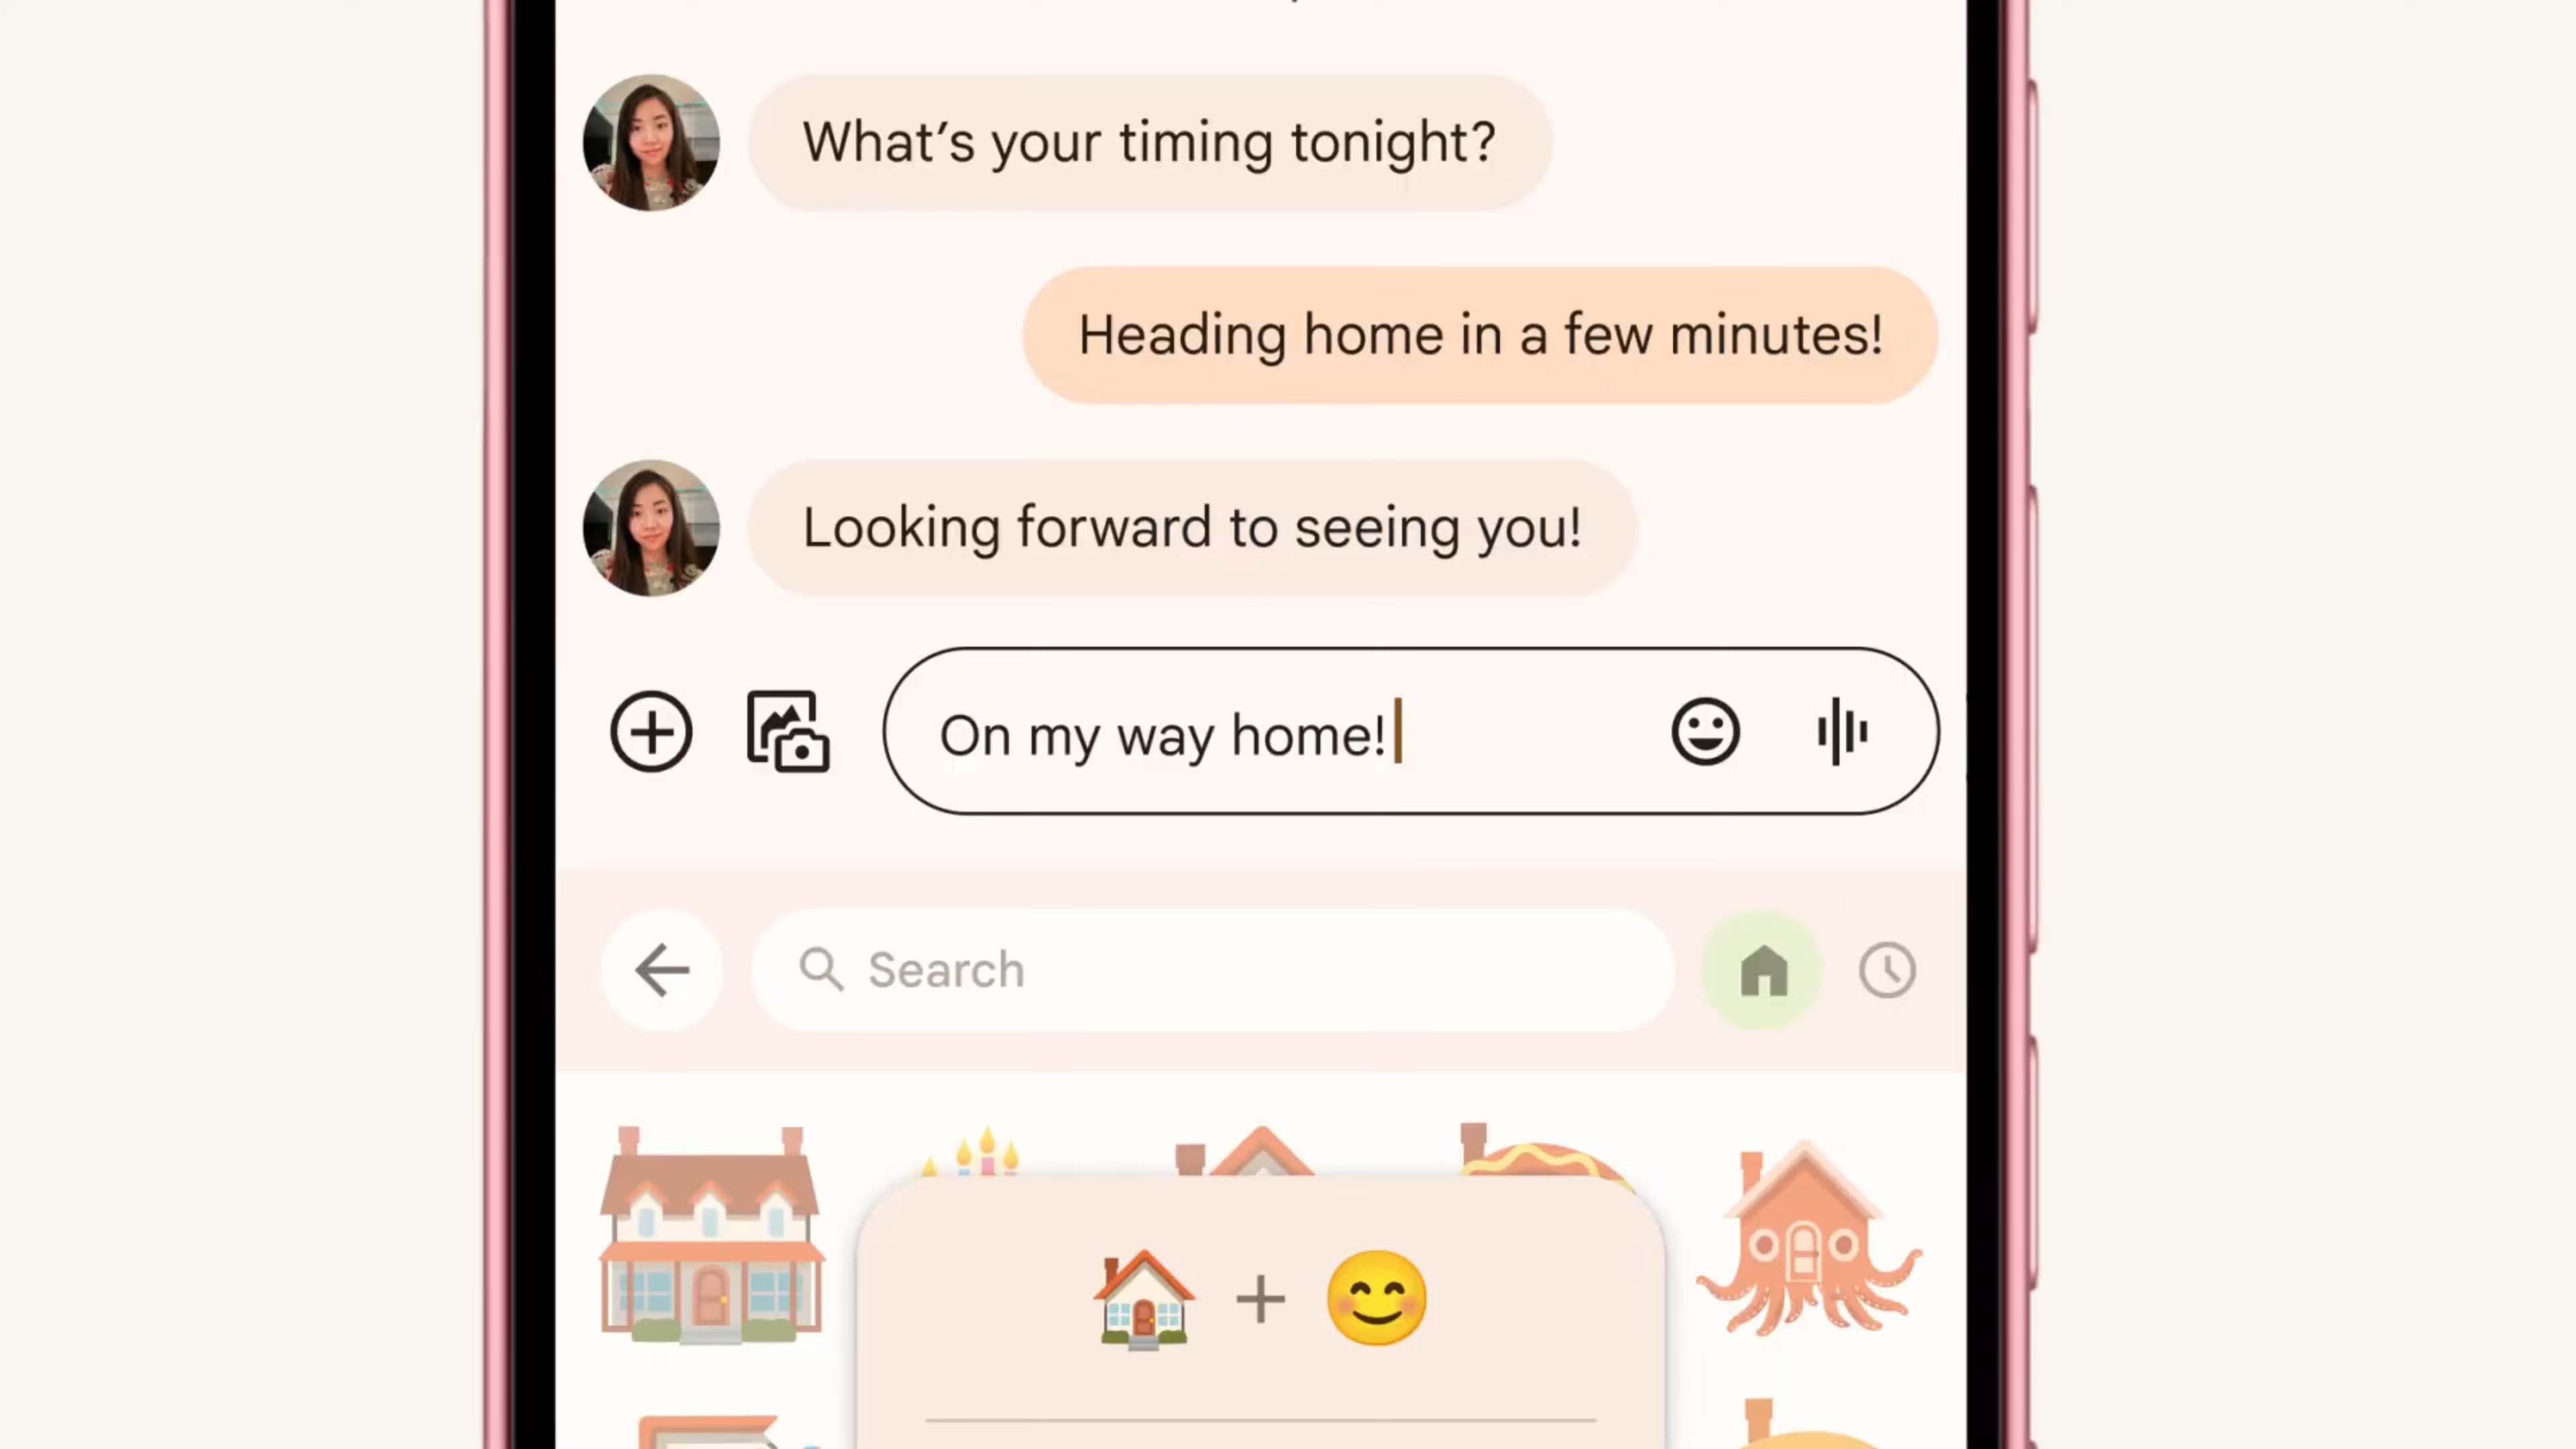 What's your timing tonight?
Heading home in a few minutes!
Looking forward to seeing you!
On my way home!
Search